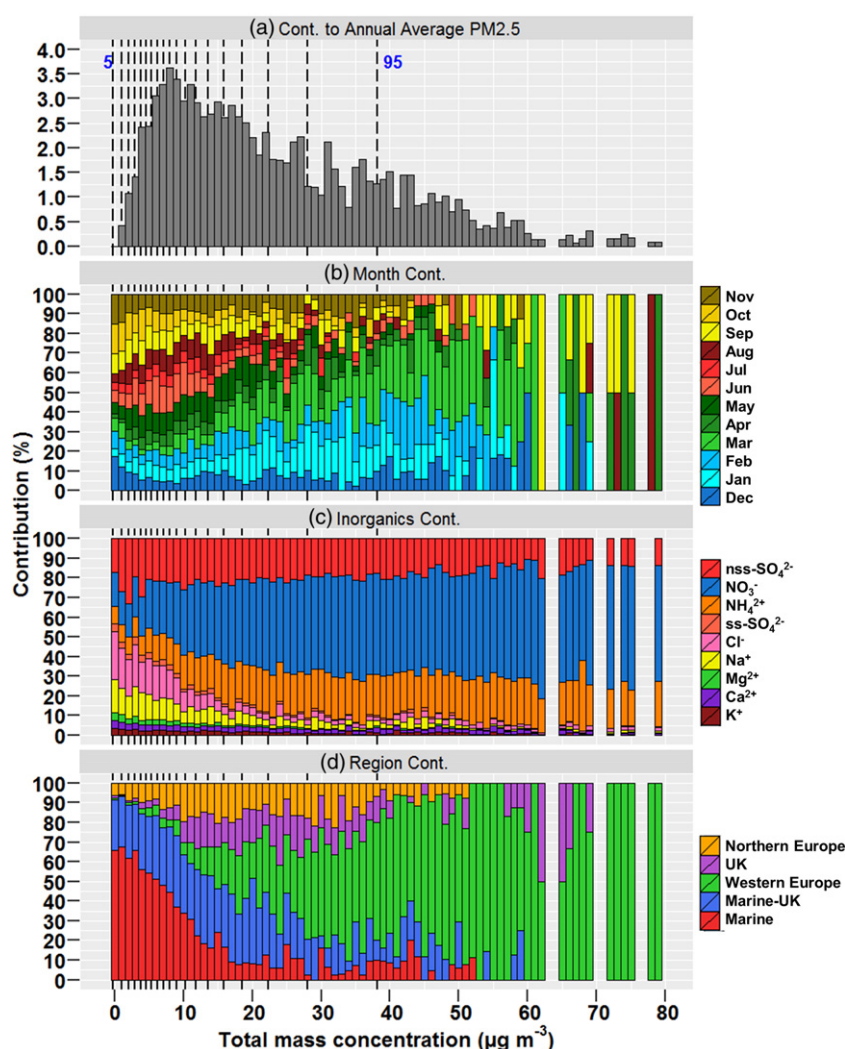 (a) Cont. to Annual Average PM2.5
4.0
3.5
3.0
2.5
2.0
1.5
1.0
0.5
0.0
5
95
(b) Month Cont.
100
90
80
70
60
50
40
30
20
10
0
Nov
Oct
Sep
Aug
Jul
Jun
May
Apr
Mar
Feb
Jan
Dec
Contribution (%)
(c) Inorganics Cont.
100
90
80
70
60
50
40
30
20
10
0
nss-SO₄²⁻
NO₃⁻
NH₄²⁺
ss-SO₄²⁻
Cl⁻
Na⁺
Mg²⁺
Ca²⁺
K⁺
(d) Region Cont.
100
90
80
70
60
50
40
30
20
10
0
Northern Europe
UK
Western Europe
Marine-UK
Marine
0 10 20 30 40 50 60 70 80
Total mass concentration (µg m⁻³)